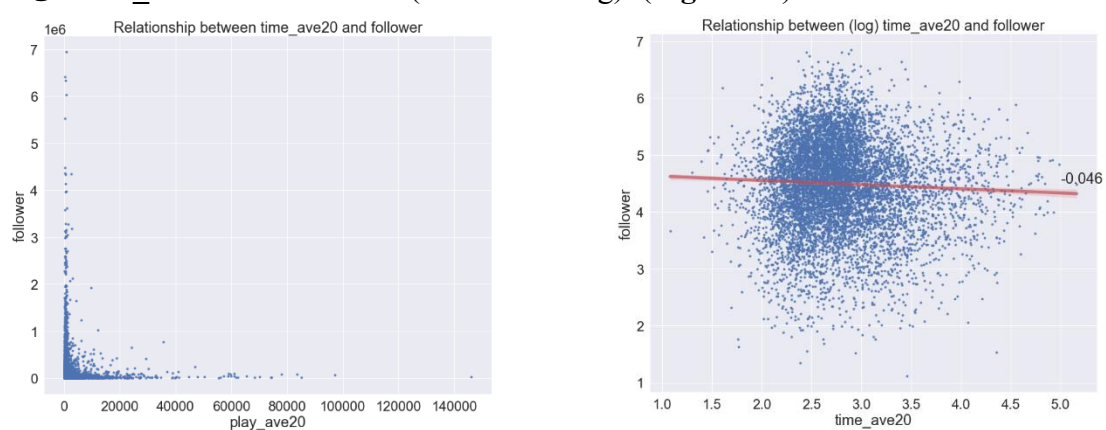 Relationship between time_ave20 and follower
1e6
7
6
5
4
3
2
1
0
follower
0 20000 40000 60000 80000 100000 120000 140000
play_ave20
Relationship between (log) time_ave20 and follower
7
6
5
4
3
2
1
follower
-0,046
1.0 1.5 2.0 2.5 3.0 3.5 4.0 4.5 5.0
time_ave20